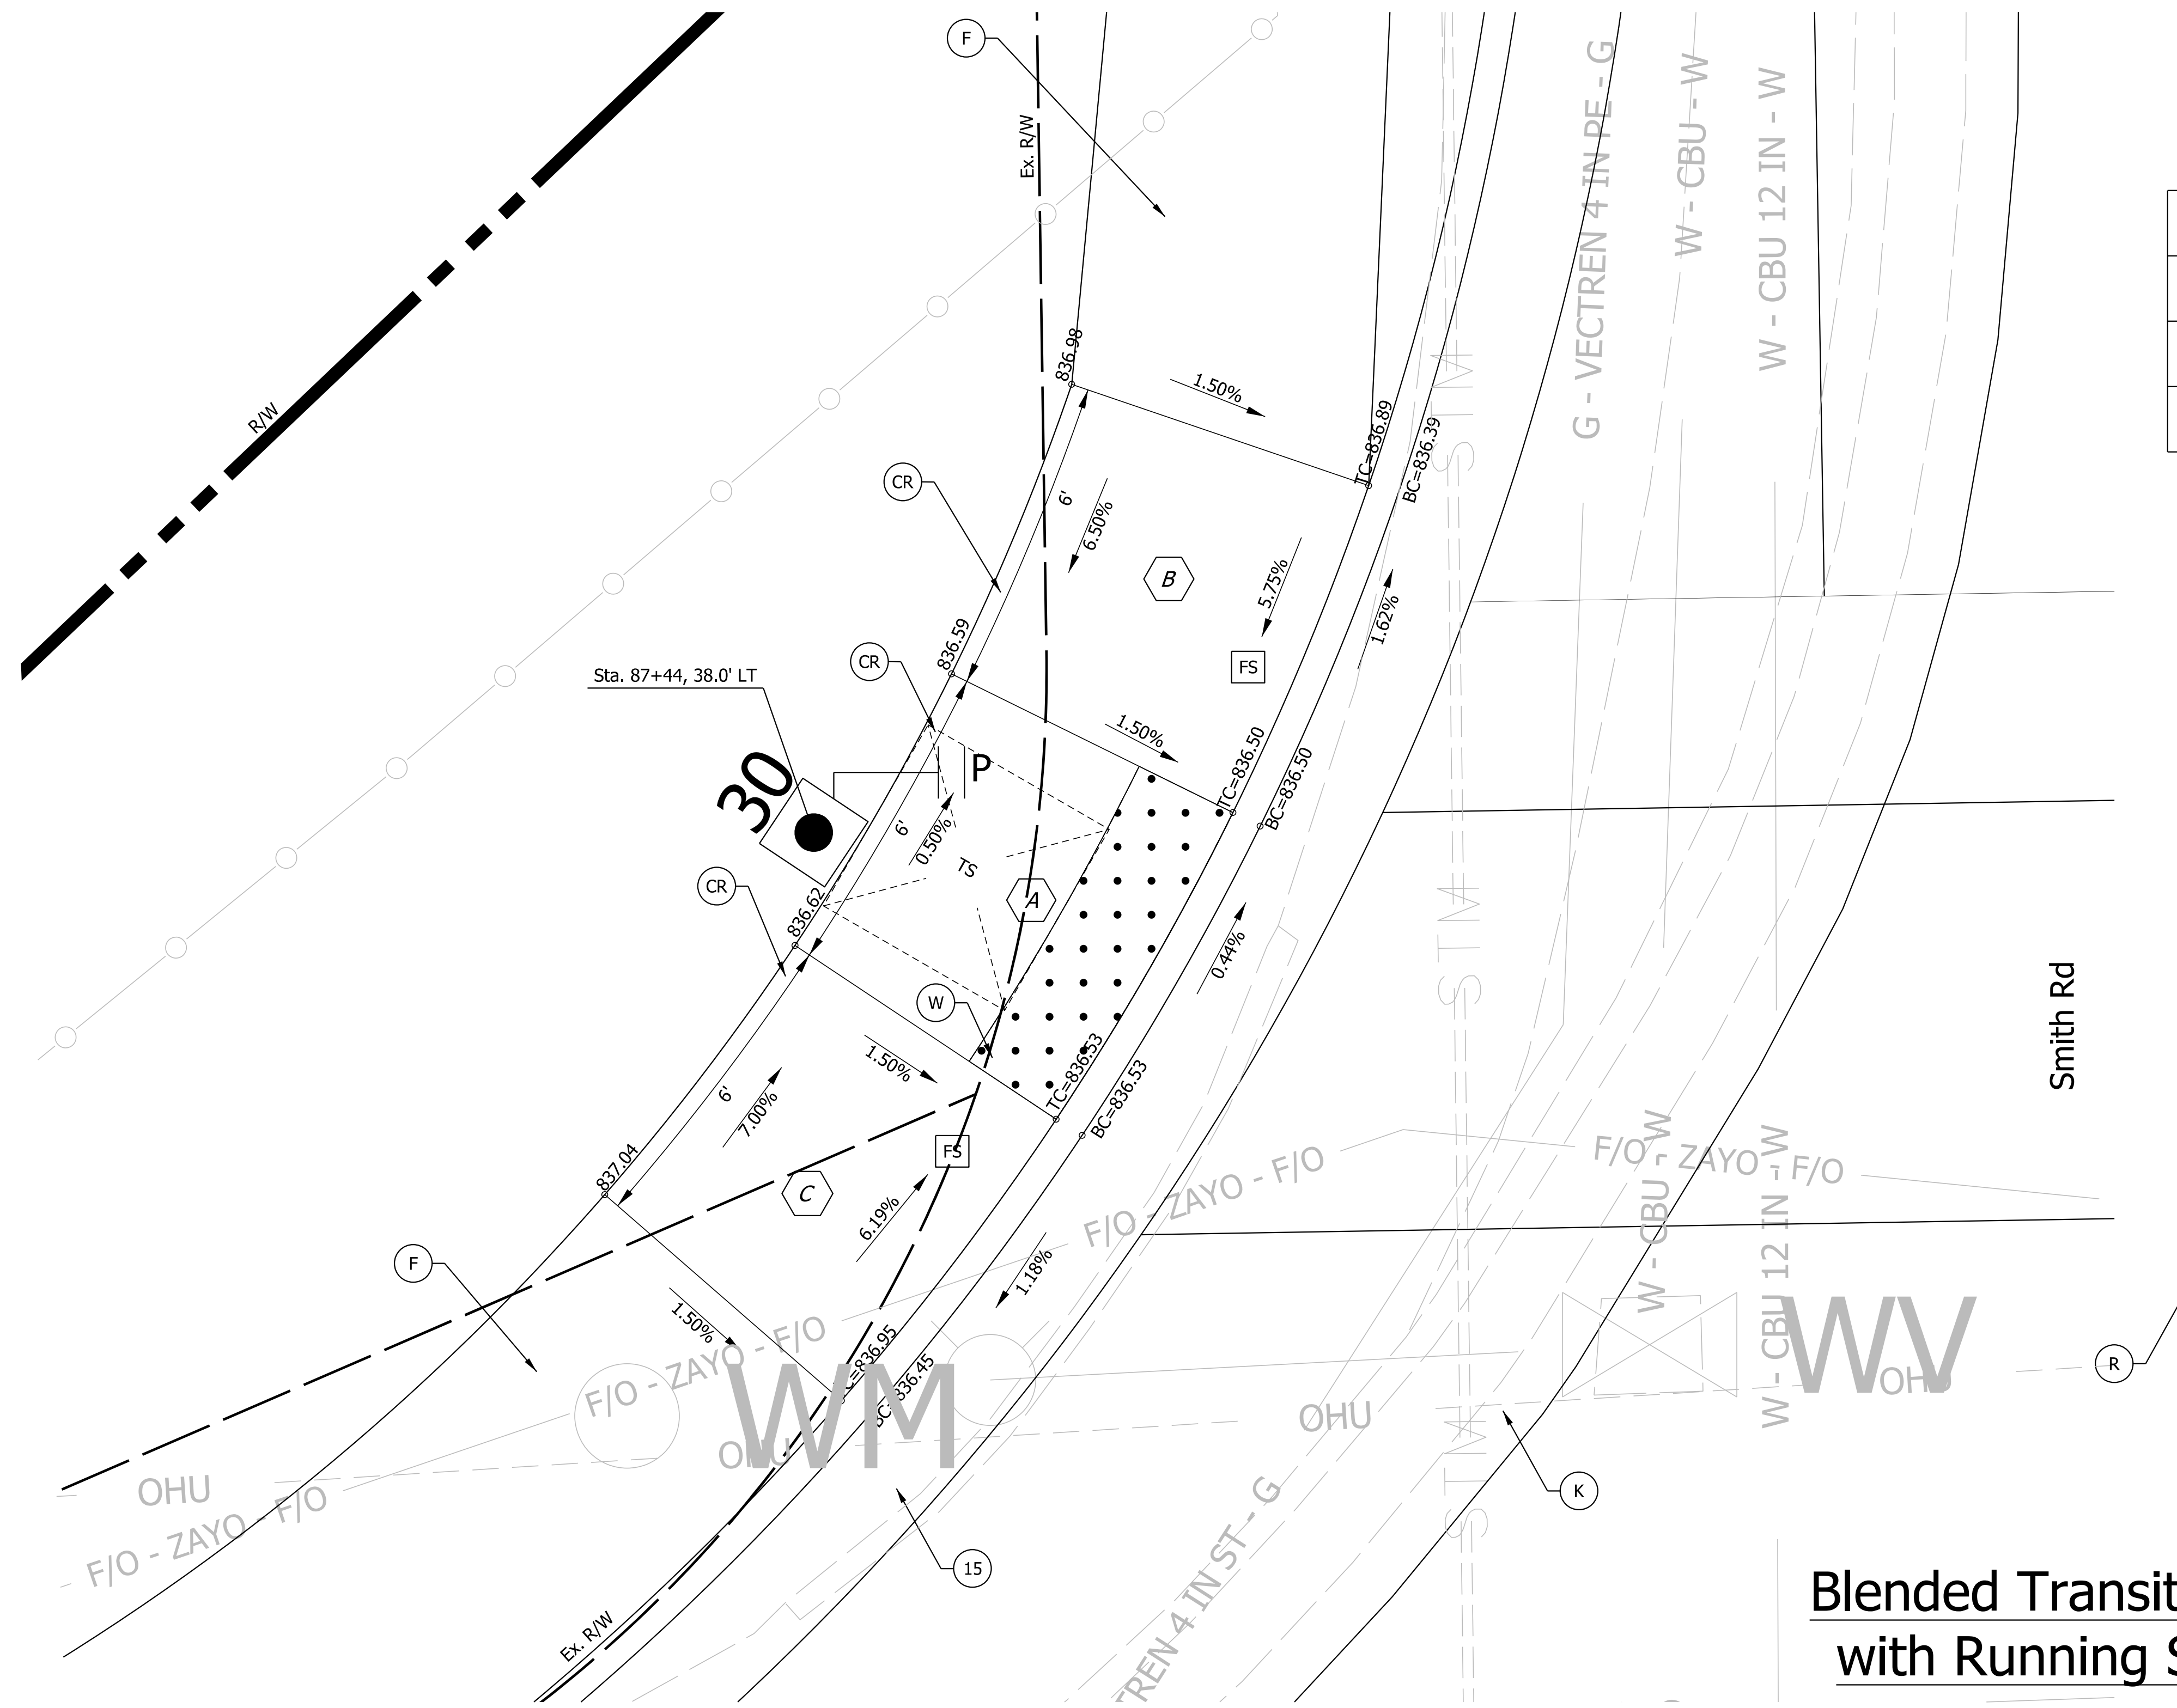 F
Ex. R/W
G - VECTREN 4 IN PE - G
W - CBU - W
W - CBU 12 IN - W
R/W
836.98
1.50%
TC=836.89
BC=836.39
STM
CR
6'
6.50%
B
5.75%
1.62%
836.59
CR
FS
Sta. 87+44, 38.0' LT
1.50%
TC=836.50
BC=836.50
30
P
6'
0.50%
TS
A
CR
836.62
STM
0.44%
W
Smith Rd
1.50%
TC=836.53
BC=836.53
6'
7.00%
FS
837.04
C
6.19%
F/O - ZAYO - F/O
F/O - ZAYO - F/O
W - CBU - W
W - CBU 12 IN - W
F
1.18%
1.50%
F/O - ZAYO - F/O
=836.95
836.45
WM
WV
R
OHU
OHU
OHU
OHU
STM
K
F/O - ZAYO - F/O
15
TREN 4 IN ST - G
Ex. R/W
Blended Transit
with Running S